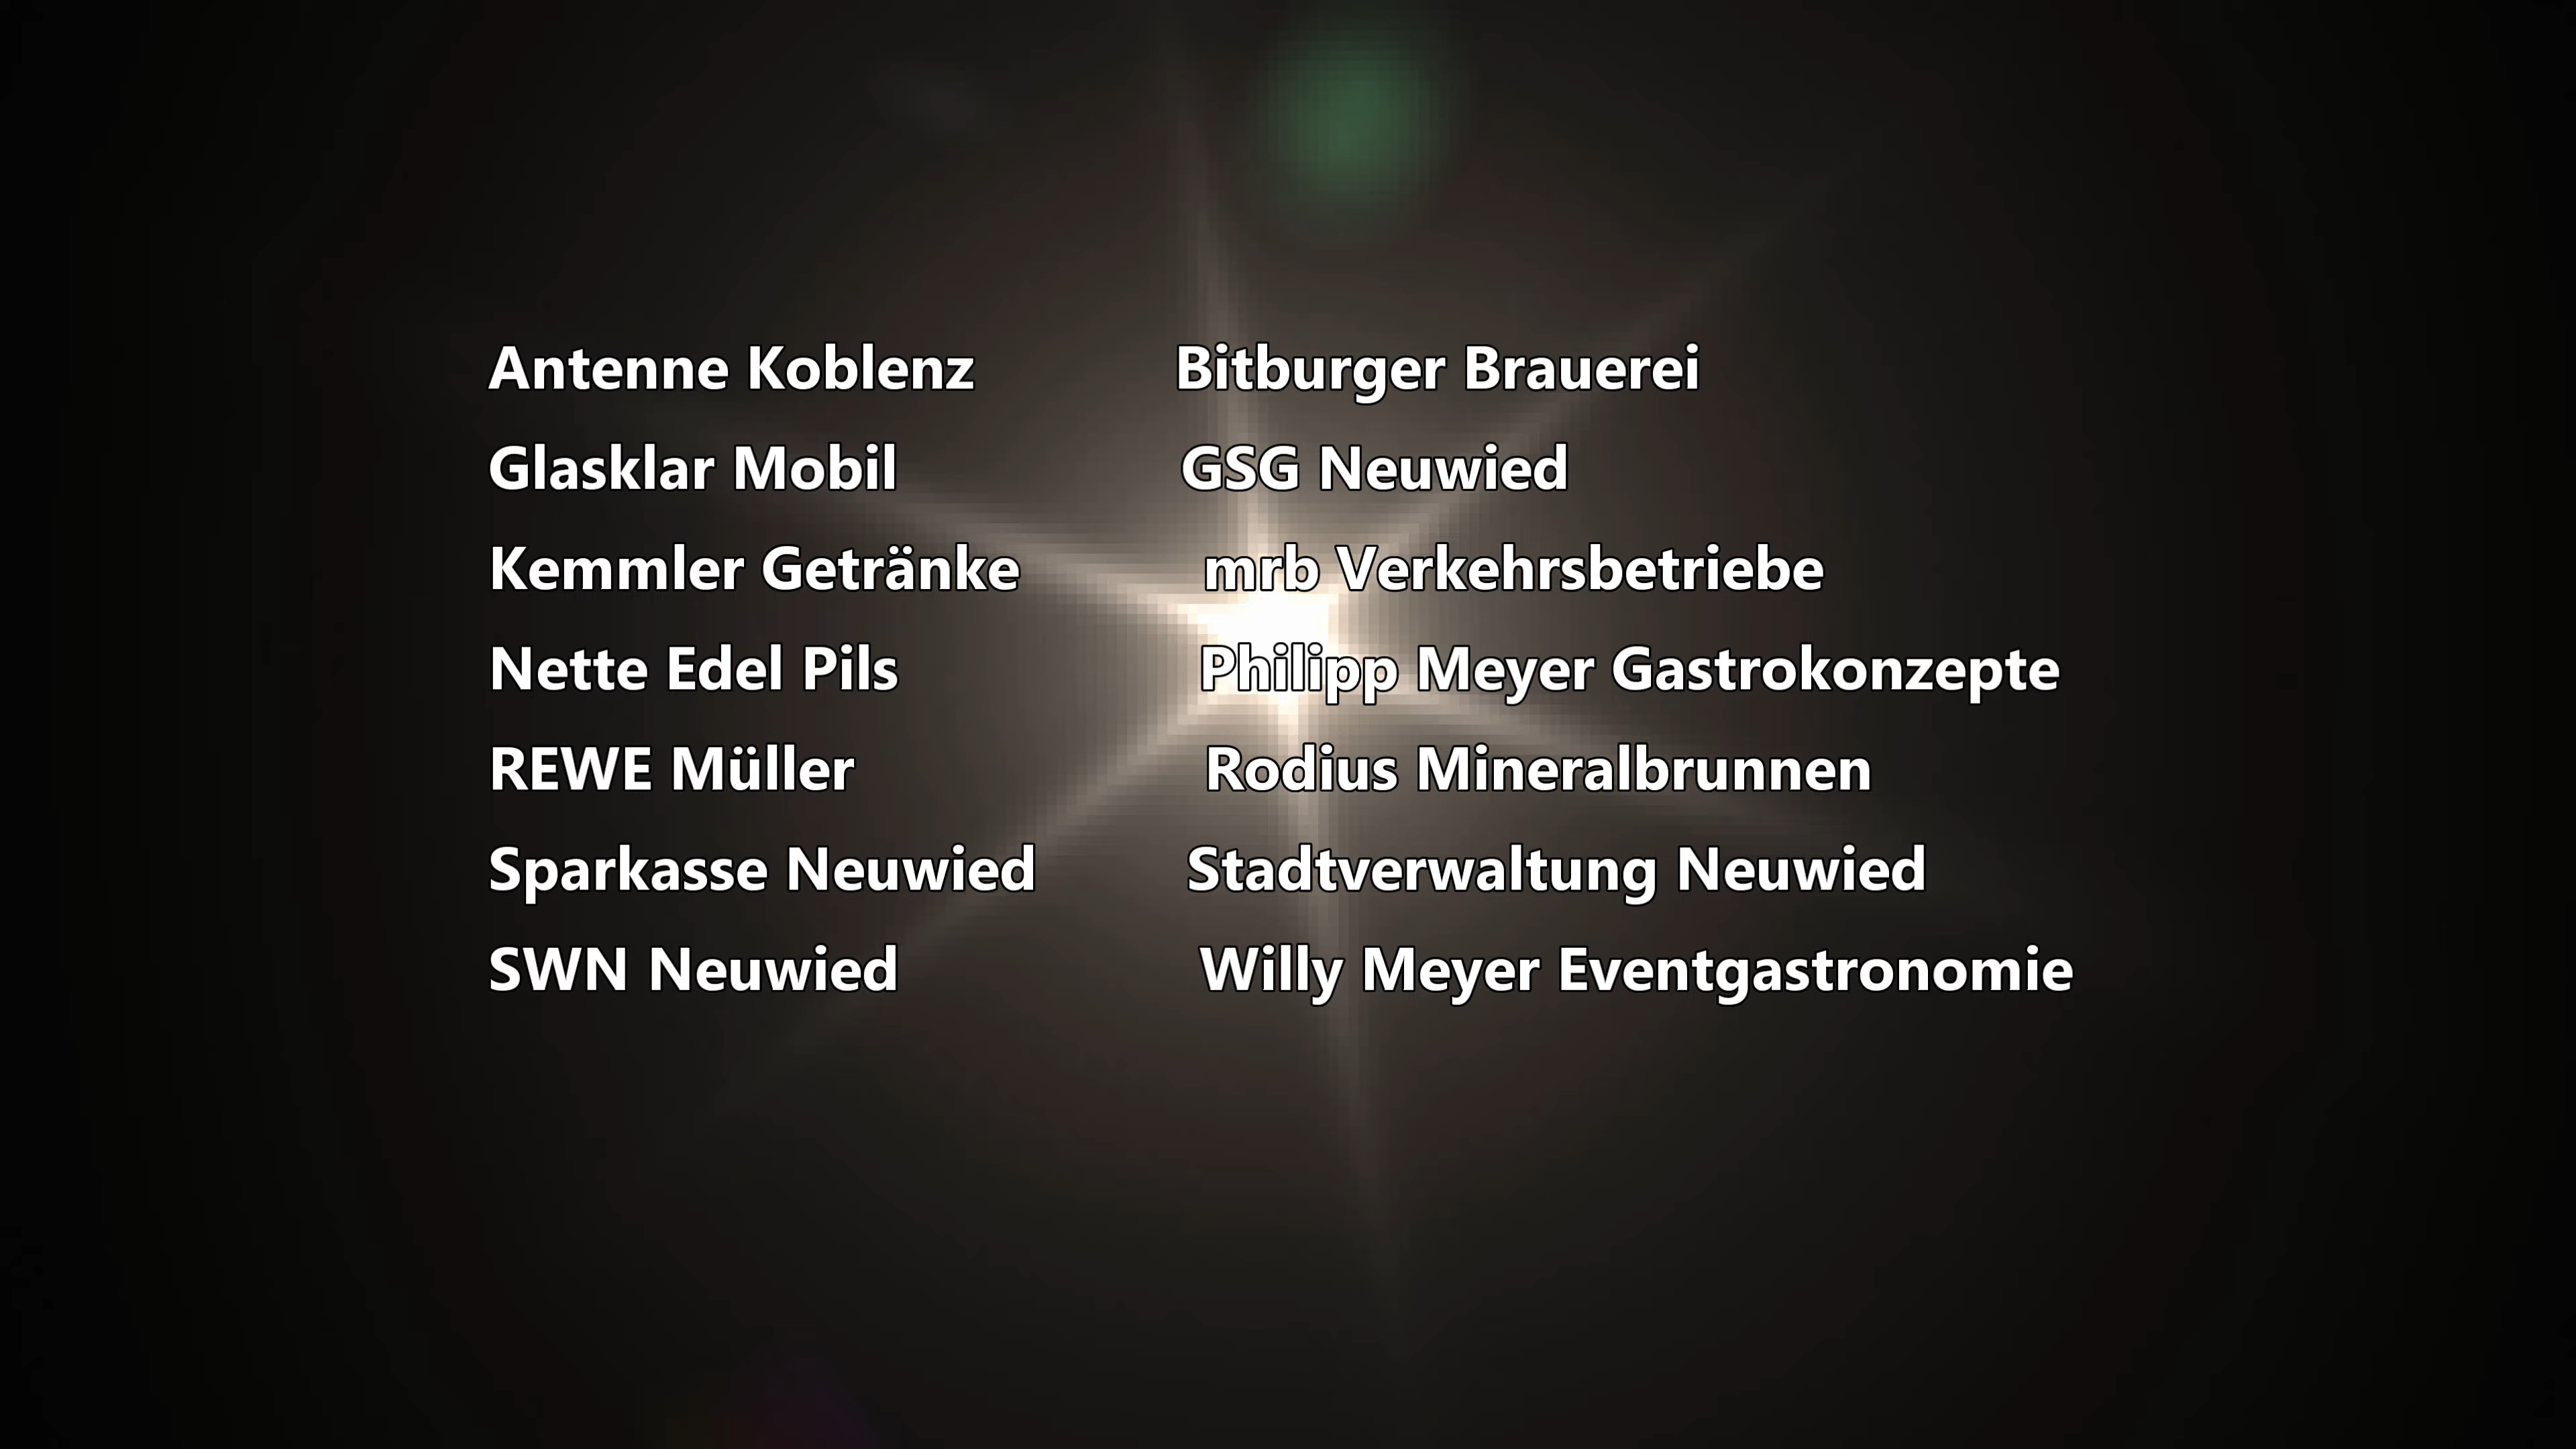 Antenne Koblenz Bitburger Brauerei
Glasklar Mobil GSG Neuwied
Kemmler Getränke mrb Verkehrsbetriebe
Nette Edel Pils Philipp Meyer Gastrokonzepte
REWE Müller Rodius Mineralbrunnen
Sparkasse Neuwied Stadtverwaltung Neuwied
SWN Neuwied Willy Meyer Eventgastronomie